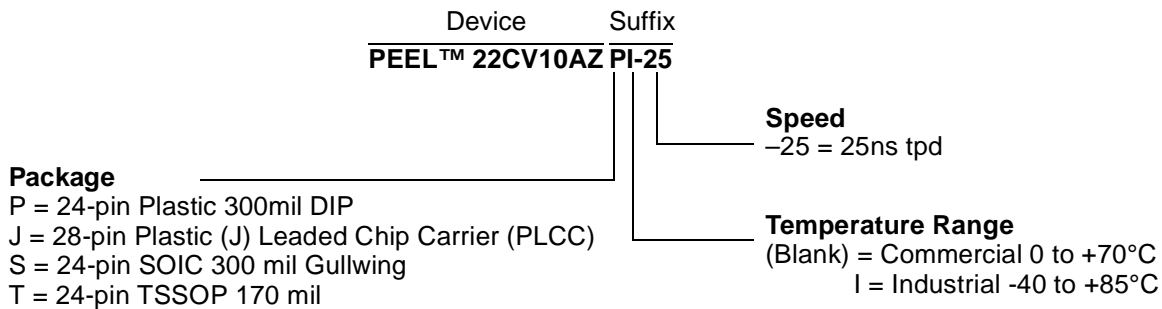 Device Suffix
PEEL™ 22CV10AZ PI-25
Speed
–25 = 25ns tpd
Package
P = 24-pin Plastic 300mil DIP
J = 28-pin Plastic (J) Leaded Chip Carrier (PLCC)
S = 24-pin SOIC 300 mil Gullwing
T = 24-pin TSSOP 170 mil
Temperature Range
(Blank) = Commercial 0 to +70°C
I = Industrial -40 to +85°C